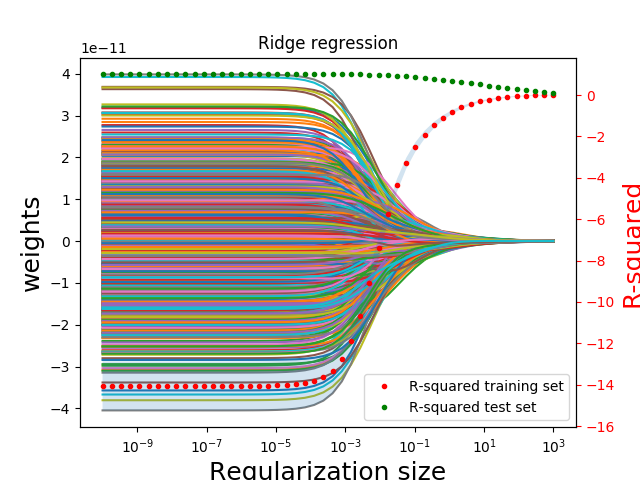 Ridge regression
1e−11
4
3
2
1
0
−1
−2
−3
−4
weights
0
−2
−4
−6
−8
−10
−12
−14
−16
R-squared
R-squared training set
R-squared test set
10⁻⁹ 10⁻⁷ 10⁻⁵ 10⁻³ 10⁻¹ 10¹ 10³
Regularization size